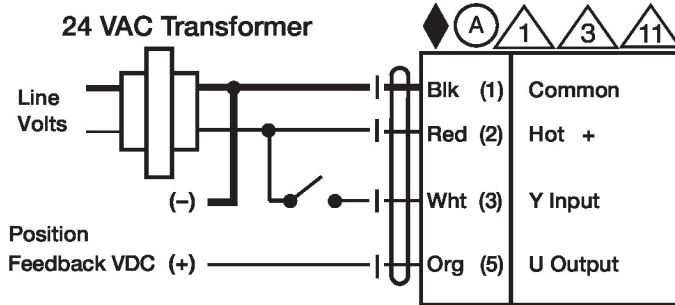 24 VAC Transformer
A 1 3 11
Line
Volts
Blk (1) Common
Red (2) Hot +
(–)
Wht (3) Y Input
Position
Feedback VDC (+)
Org (5) U Output